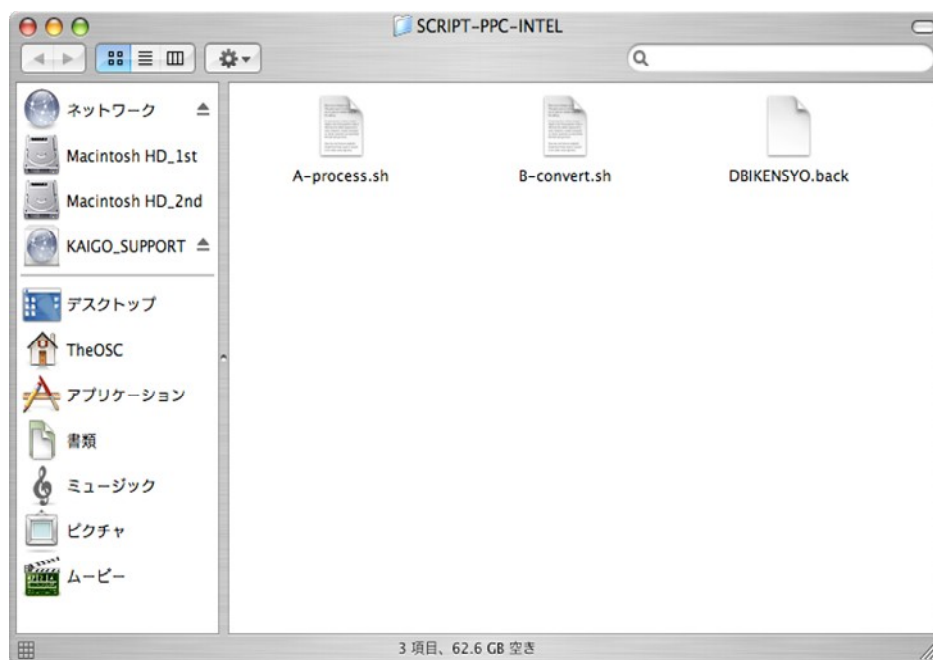 SCRIPT-PPC-INTEL
ネットワーク
Macintosh HD_1st
Macintosh HD_2nd
KAIGO_SUPPORT
デスクトップ
TheOSC
アプリケーション
書類
ミュージック
ピクチャ
ムービー
A-process.sh
B-convert.sh
DBIKENSYO.back
3 項目、62.6 GB 空き